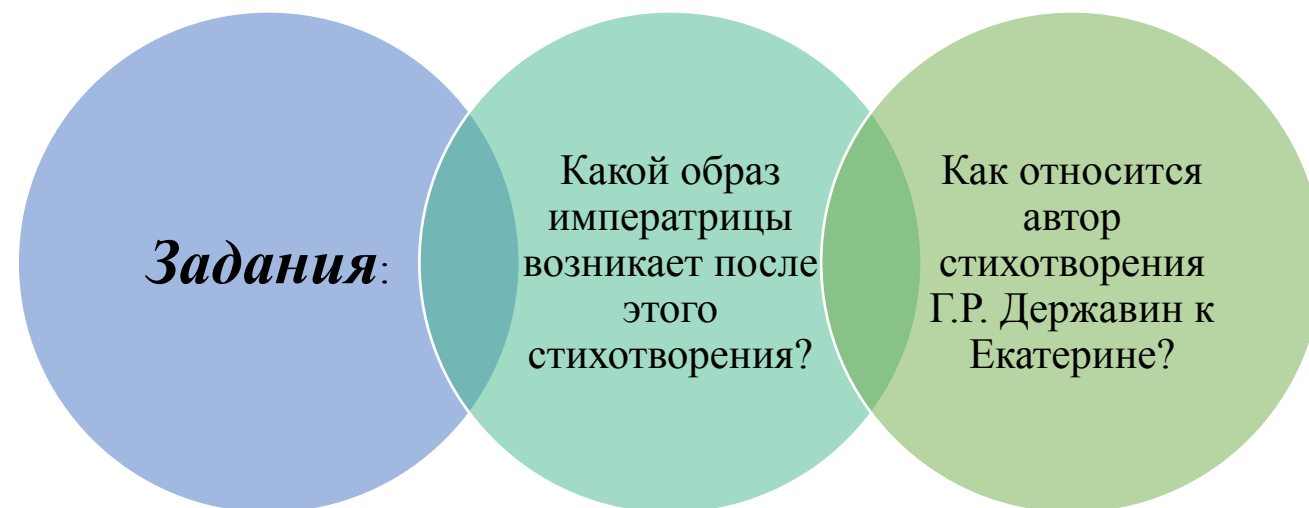 Задания:
Какой образ
императрицы
возникает после
этого
стихотворения?
Как относится
автор
стихотворения
Г.Р. Державин к
Екатерине?